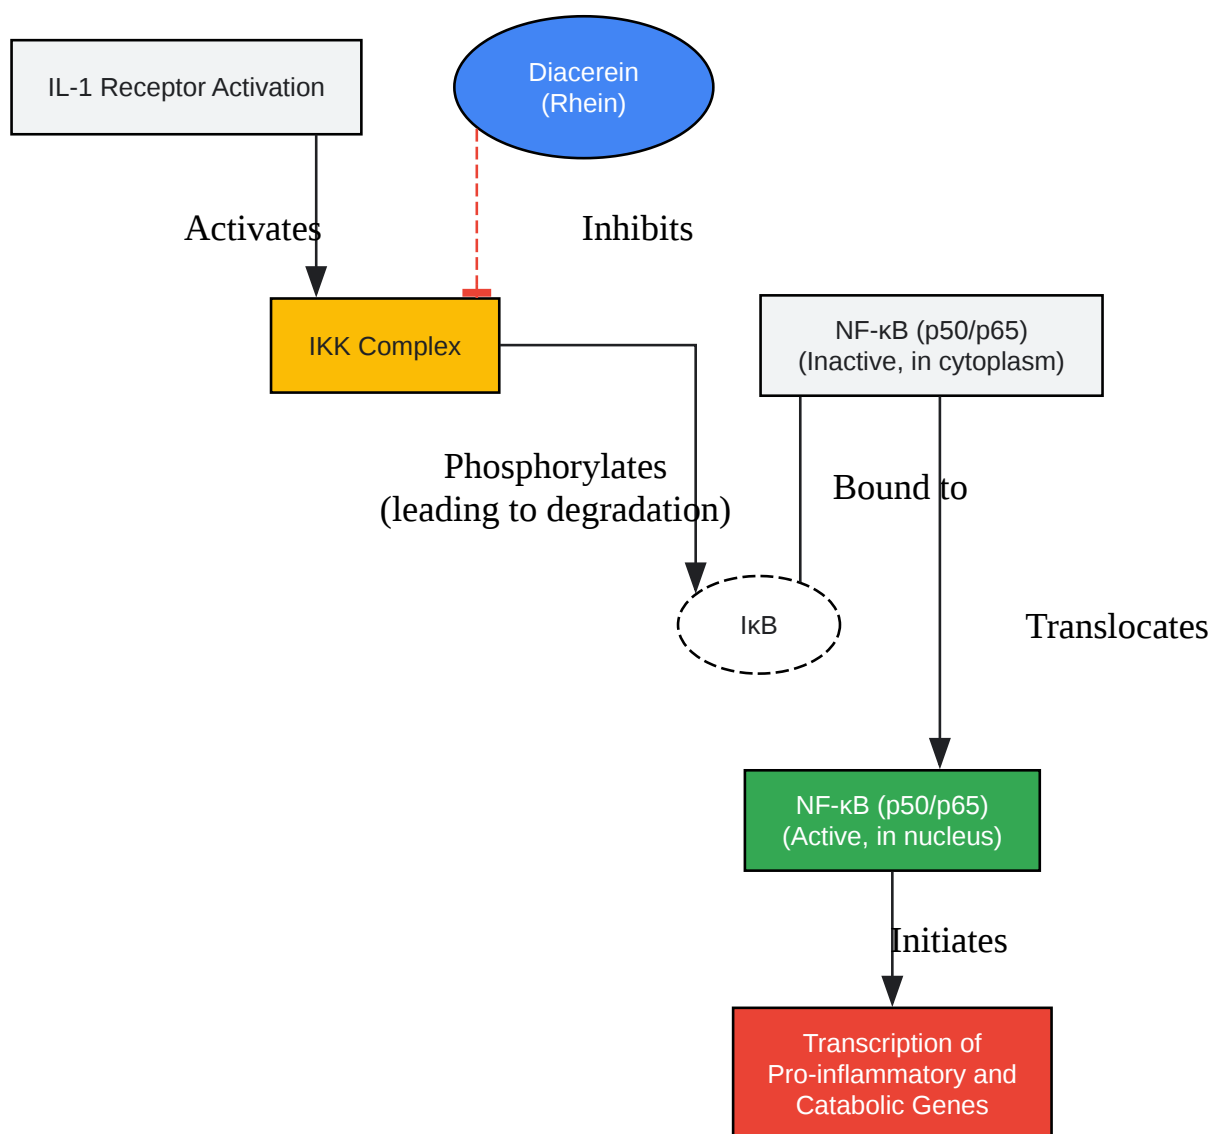 IL-1 Receptor Activation
Diacerein
(Rhein)
Activates
Inhibits
IKK Complex
NF-κB (p50/p65)
(Inactive, in cytoplasm)
Phosphorylates
(leading to degradation)
Bound to
IκB
Translocates
NF-κB (p50/p65)
(Active, in nucleus)
Initiates
Transcription of
Pro-inflammatory and
Catabolic Genes